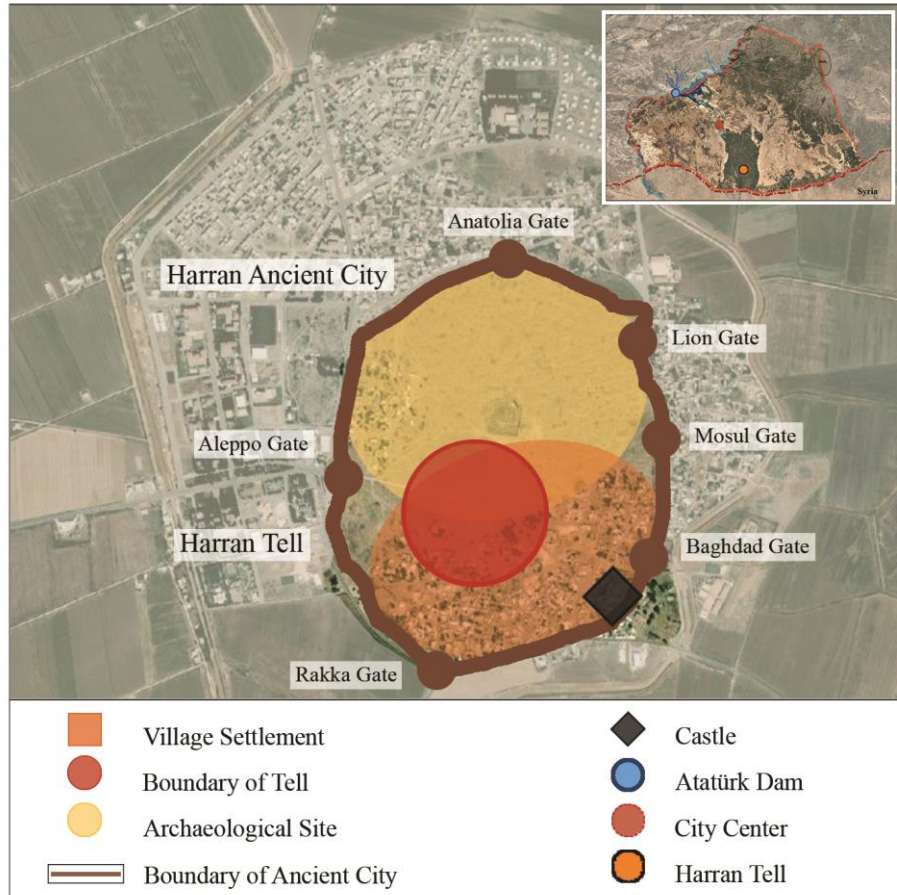 Syria
Anatolia Gate
Harran Ancient City
Lion Gate
Aleppo Gate
Mosul Gate
Harran Tell
Baghdad Gate
Rakka Gate
Village Settlement
Boundary of Tell
Archaeological Site
Boundary of Ancient City
Castle
Atatürk Dam
City Center
Harran Tell